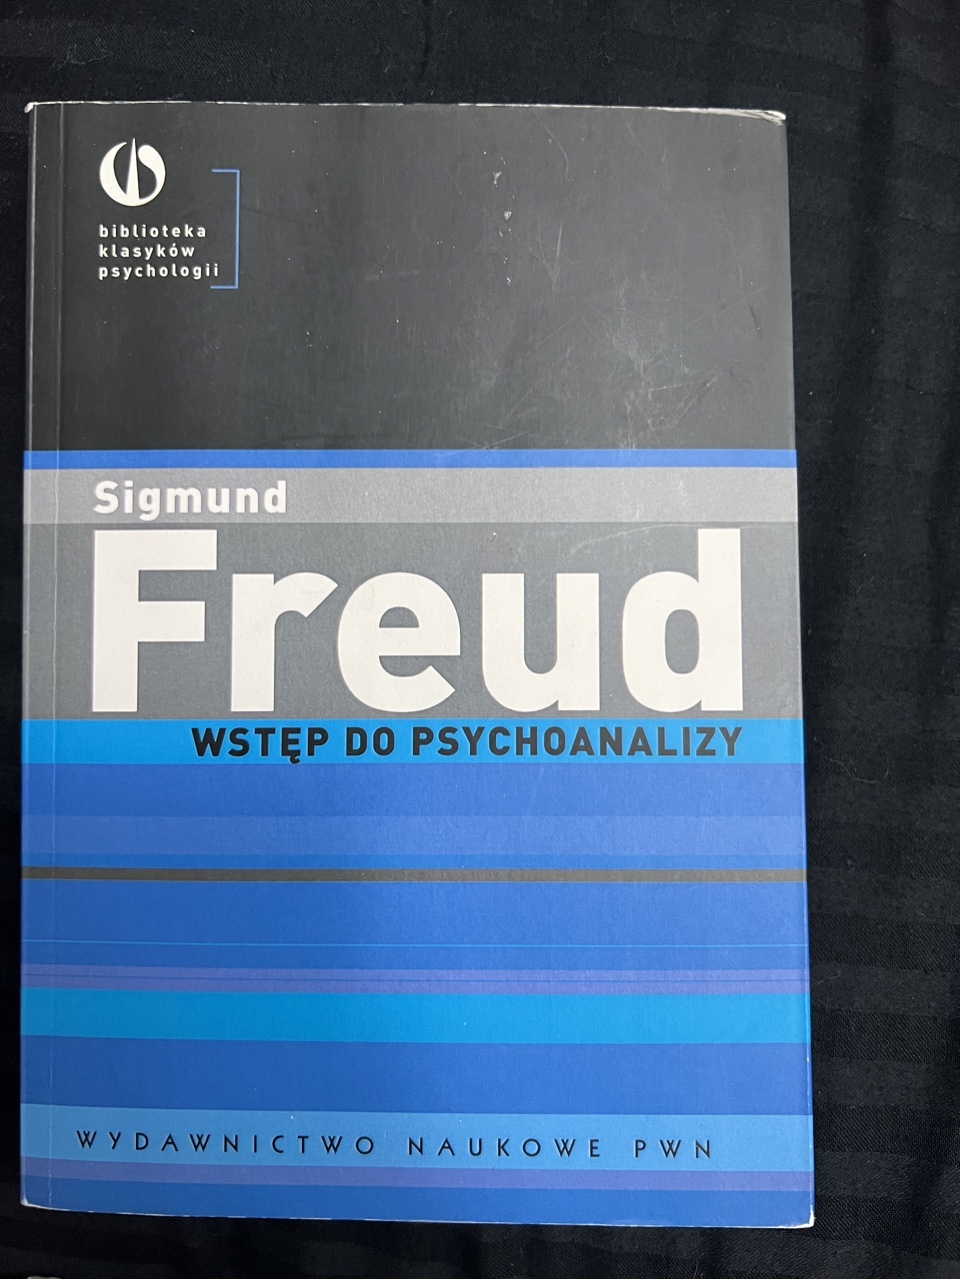 biblioteka
klasyków
psychologii
Sigmund
Freud
WSTĘP DO PSYCHOANALIZY
WYDAWNICTWO NAUKOWE PWN